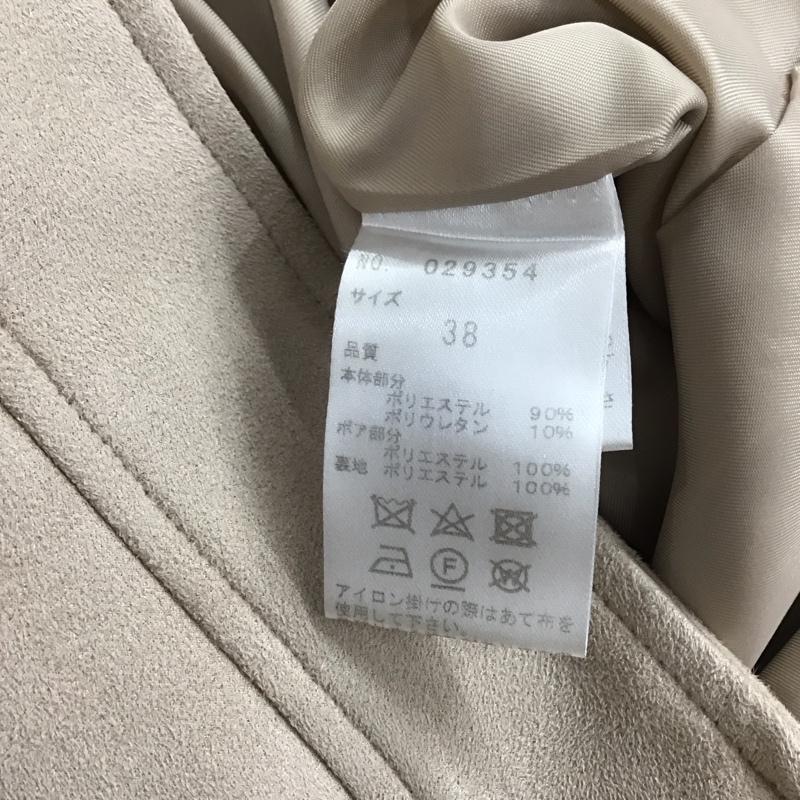 NO. 029354
サイズ
38
品質
本体部分
ポリエステル 90%
ポリウレタン 10%
ボア部分
ポリエステル 100%
裏地 ポリエステル 100%
F
W
アイロン掛けの際はあて布を
使用して下さい。
さ